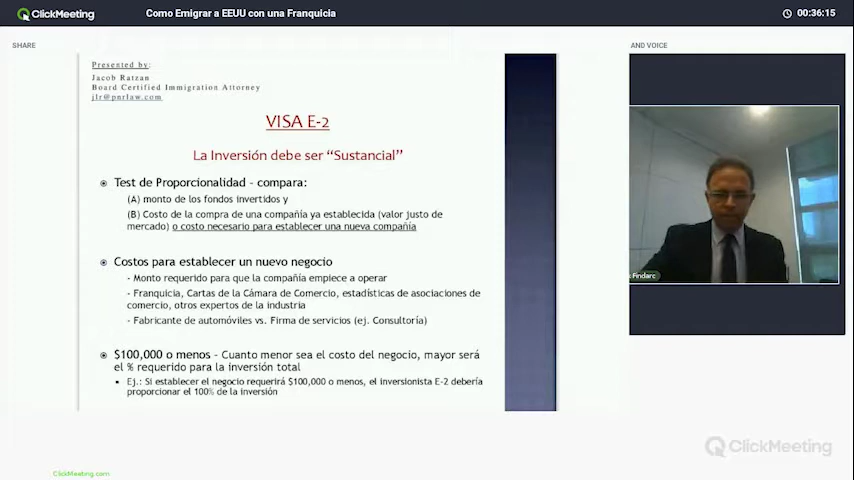 ClickMeeting
Como Emigrar a EEUU con una Franquicia
00:36:15
SHARE
AND VOICE
Presented by:
Jacob Ratzan
Board Certified Immigration Attorney
jlr@pnrlaw.com
VISA E-2
La Inversión debe ser “Sustancial”
Test de Proporcionalidad - compara:
(A) monto de los fondos invertidos y
(B) Costo de la compra de una compañía ya establecida (valor justo de
mercado) o costo necesario para establecer una nueva compañía
Costos para establecer un nuevo negocio
- Monto requerido para que la compañía empiece a operar
- Franquicia, Cartas de la Cámara de Comercio, estadísticas de asociaciones de
comercio, otros expertos de la industria
- Fabricante de automóviles vs. Firma de servicios (ej. Consultoría)
$100,000 o menos - Cuanto menor sea el costo del negocio, mayor será
el % requerido para la inversión total
Ej.: Si establecer el negocio requerirá $100,000 o menos, el inversionista E-2 debería
proporcionar el 100% de la inversión
Findarc
ClickMeeting
ClickMeeting.com